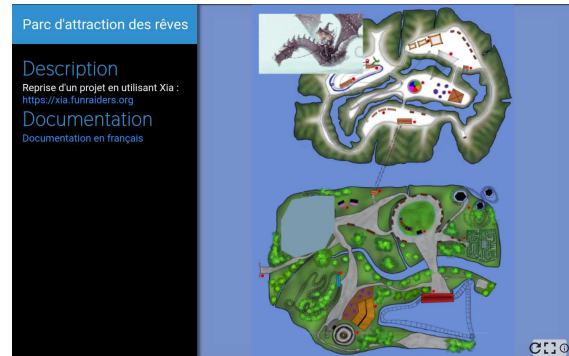 Parc d'attraction des rêves
Description
Reprise d'un projet en utilisant Xia :
https://xia.funraiders.org
Documentation
Documentation en français